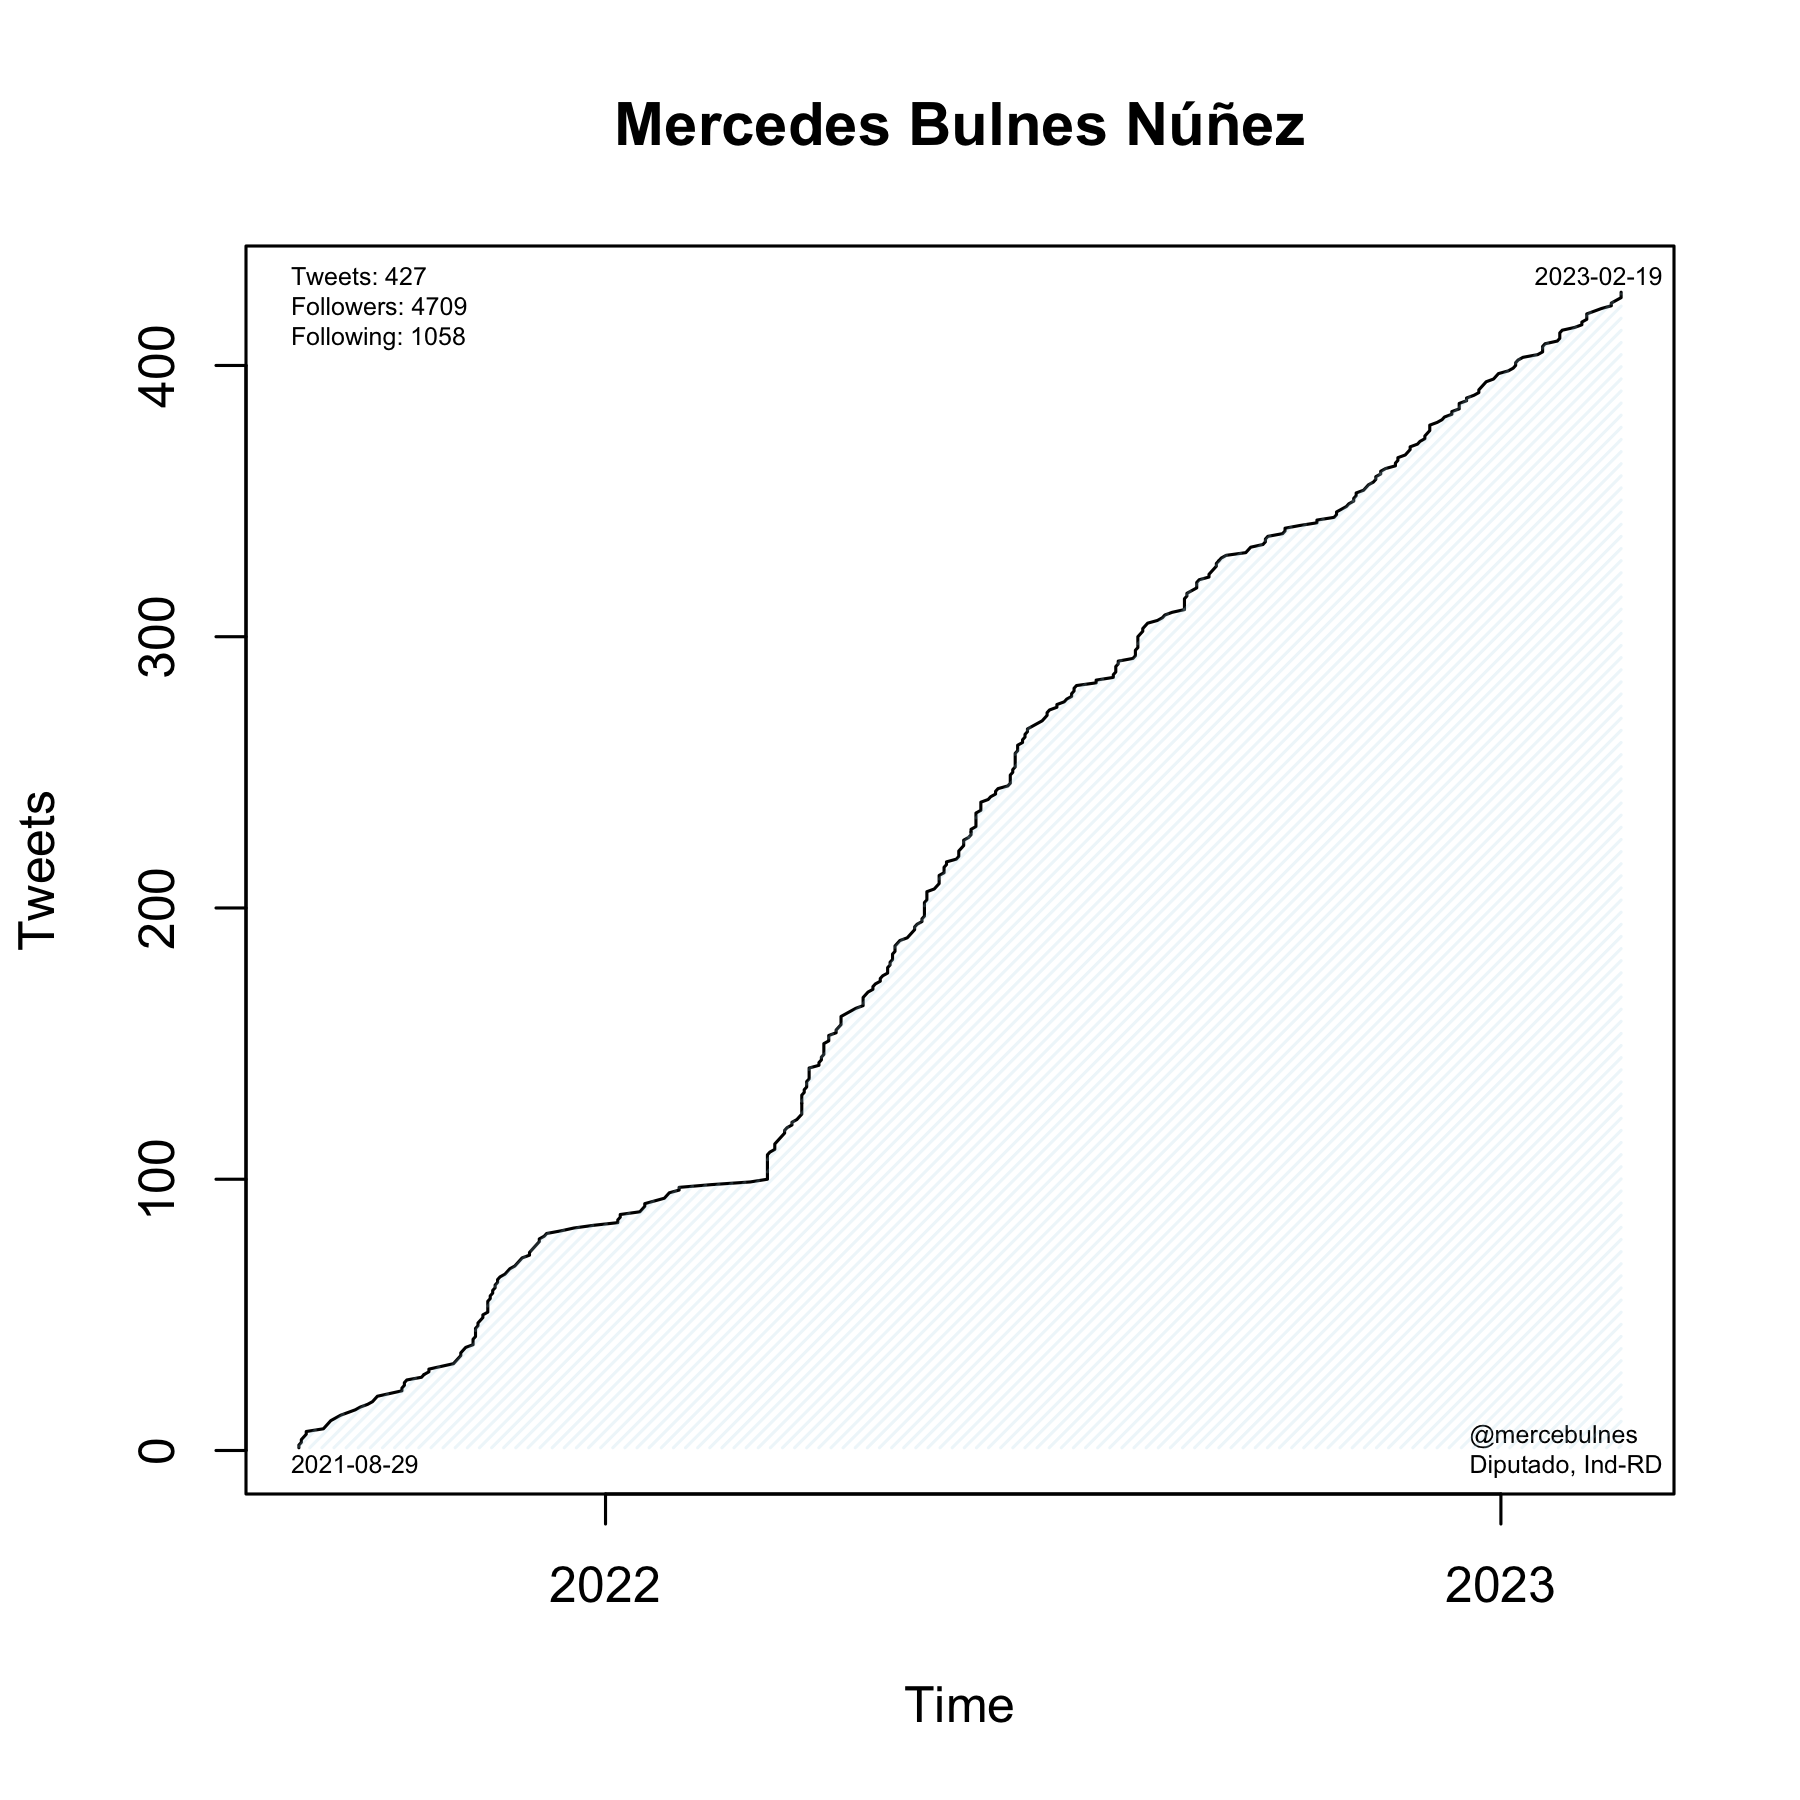 Mercedes Bulnes Núñez
Tweets: 427
Followers: 4709
Following: 1058
2023-02-19
400
300
200
100
0
Tweets
2021-08-29
@mercebulnes
Diputado, Ind-RD
2022
2023
Time